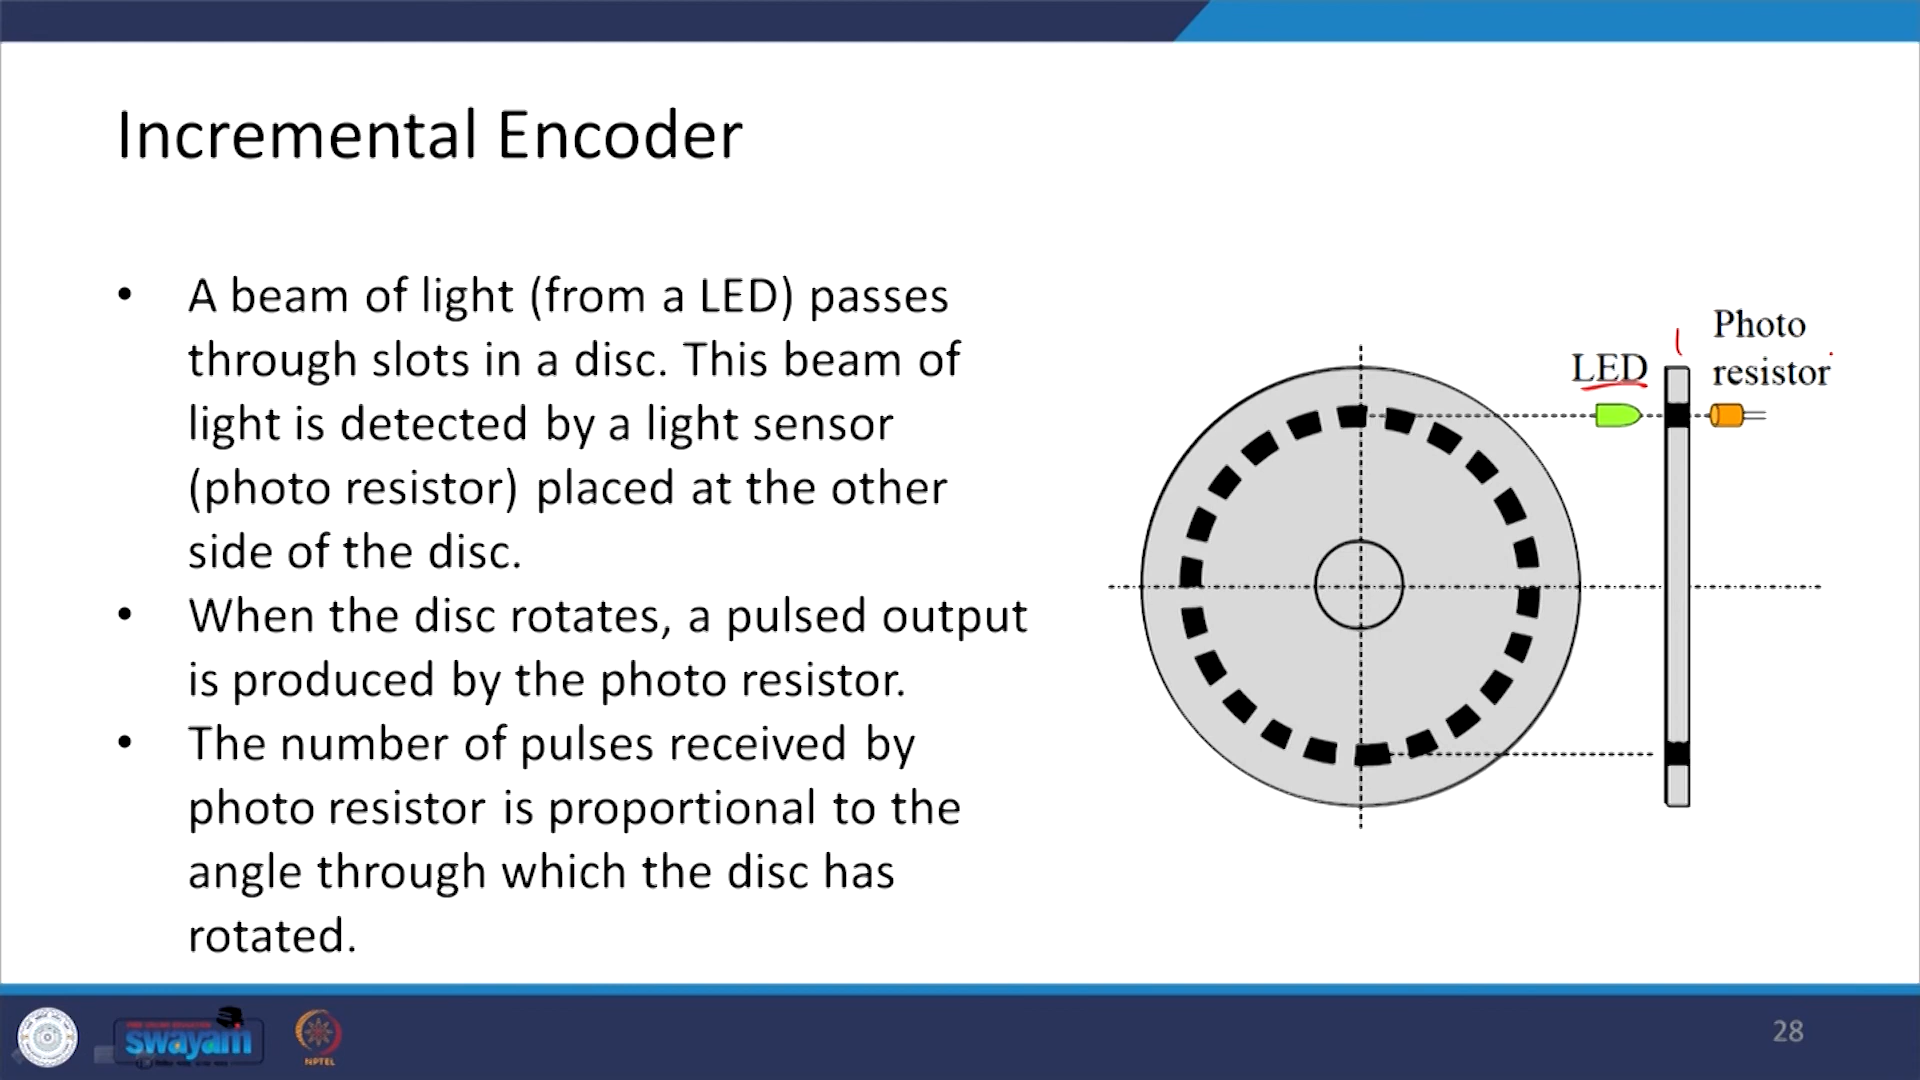 Incremental Encoder
• A beam of light (from a LED) passes
through slots in a disc. This beam of
light is detected by a light sensor
(photo resistor) placed at the other
side of the disc.
• When the disc rotates, a pulsed output
is produced by the photo resistor.
• The number of pulses received by
photo resistor is proportional to the
angle through which the disc has
rotated.
LED
Photo
resistor
swayam
NPTEL
28